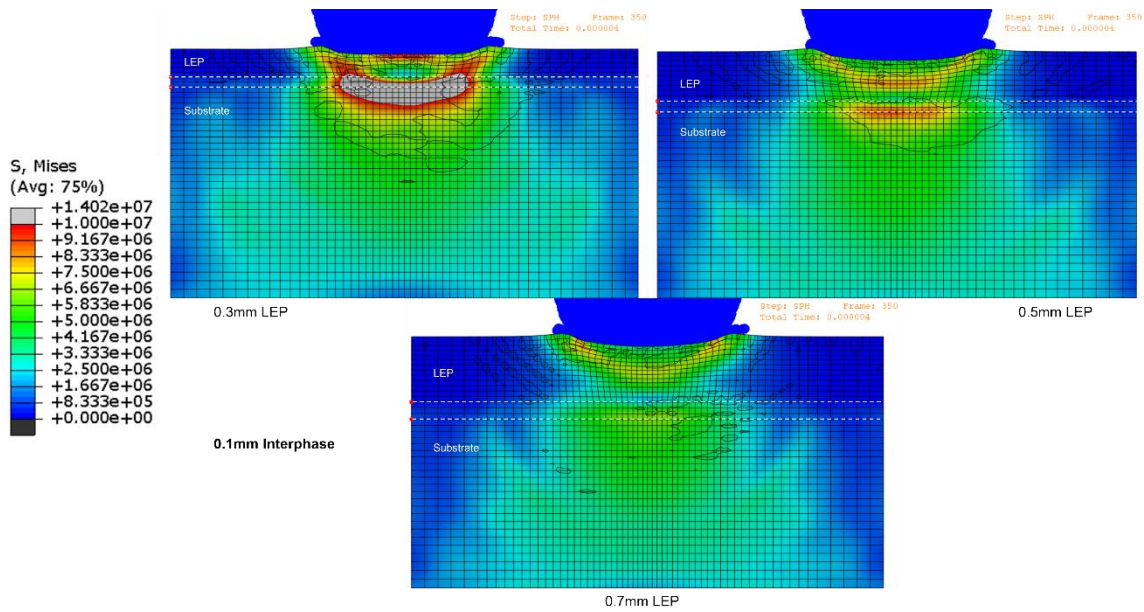 Step: SPH Frame: 350
Total Time: 0.000004
LEP
Substrate
0.3mm LEP
Step: SPH Frame: 350
Total Time: 0.000004
LEP
Substrate
0.5mm LEP
S, Mises
(Avg: 75%)
+1.402e+07
+1.000e+07
+9.167e+06
+8.333e+06
+7.500e+06
+6.667e+06
+5.833e+06
+5.000e+06
+4.167e+06
+3.333e+06
+2.500e+06
+1.667e+06
+8.333e+05
+0.000e+00
Step: SPH Frame: 350
Total Time: 0.000004
LEP
Substrate
0.1mm Interphase
0.7mm LEP